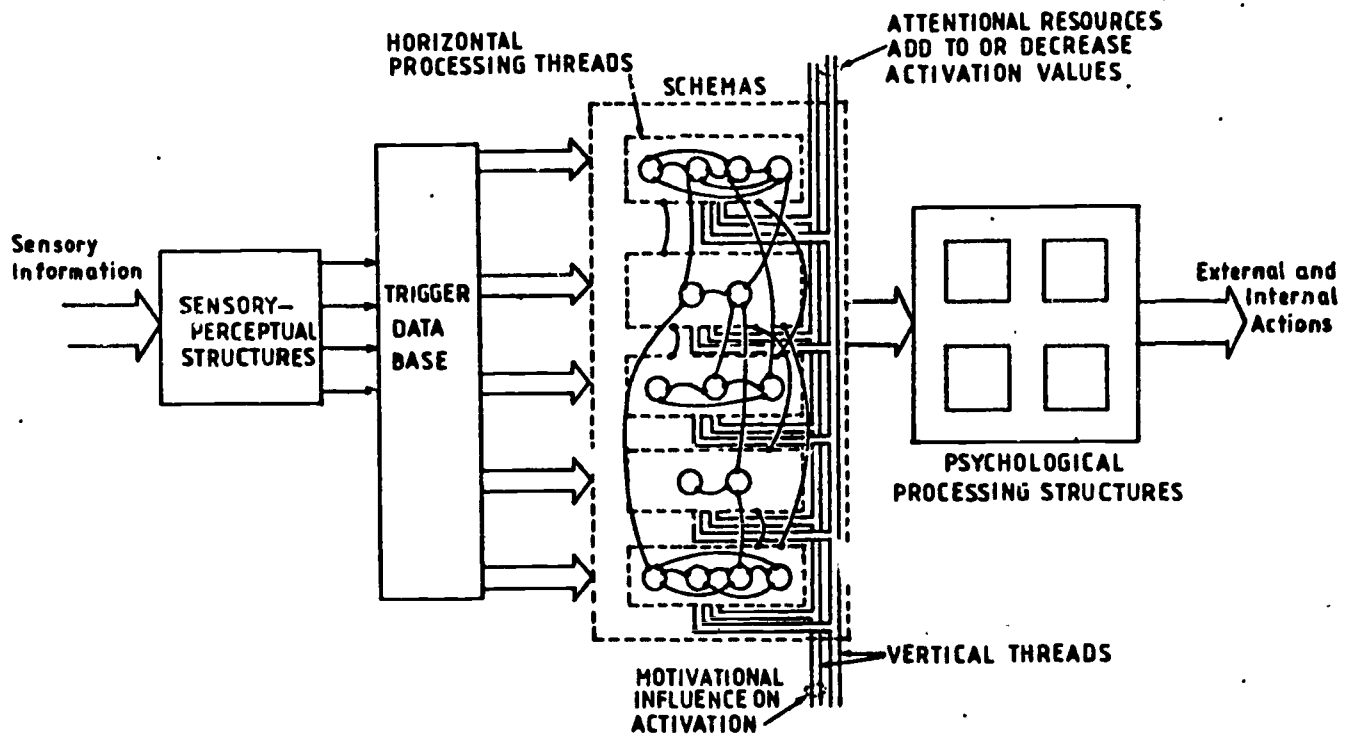 HORIZONTAL
PROCESSING THREADS
SCHEMAS
ATTENTIONAL RESOURCES
ADD TO OR DECREASE
ACTIVATION VALUES
Sensory
Information
SENSORY—
PERCEPTUAL
STRUCTURES
TRIGGER
DATA
BASE
External and
Internal
Actions
PSYCHOLOGICAL
PROCESSING STRUCTURES
VERTICAL THREADS
MOTIVATIONAL
INFLUENCE ON
ACTIVATION